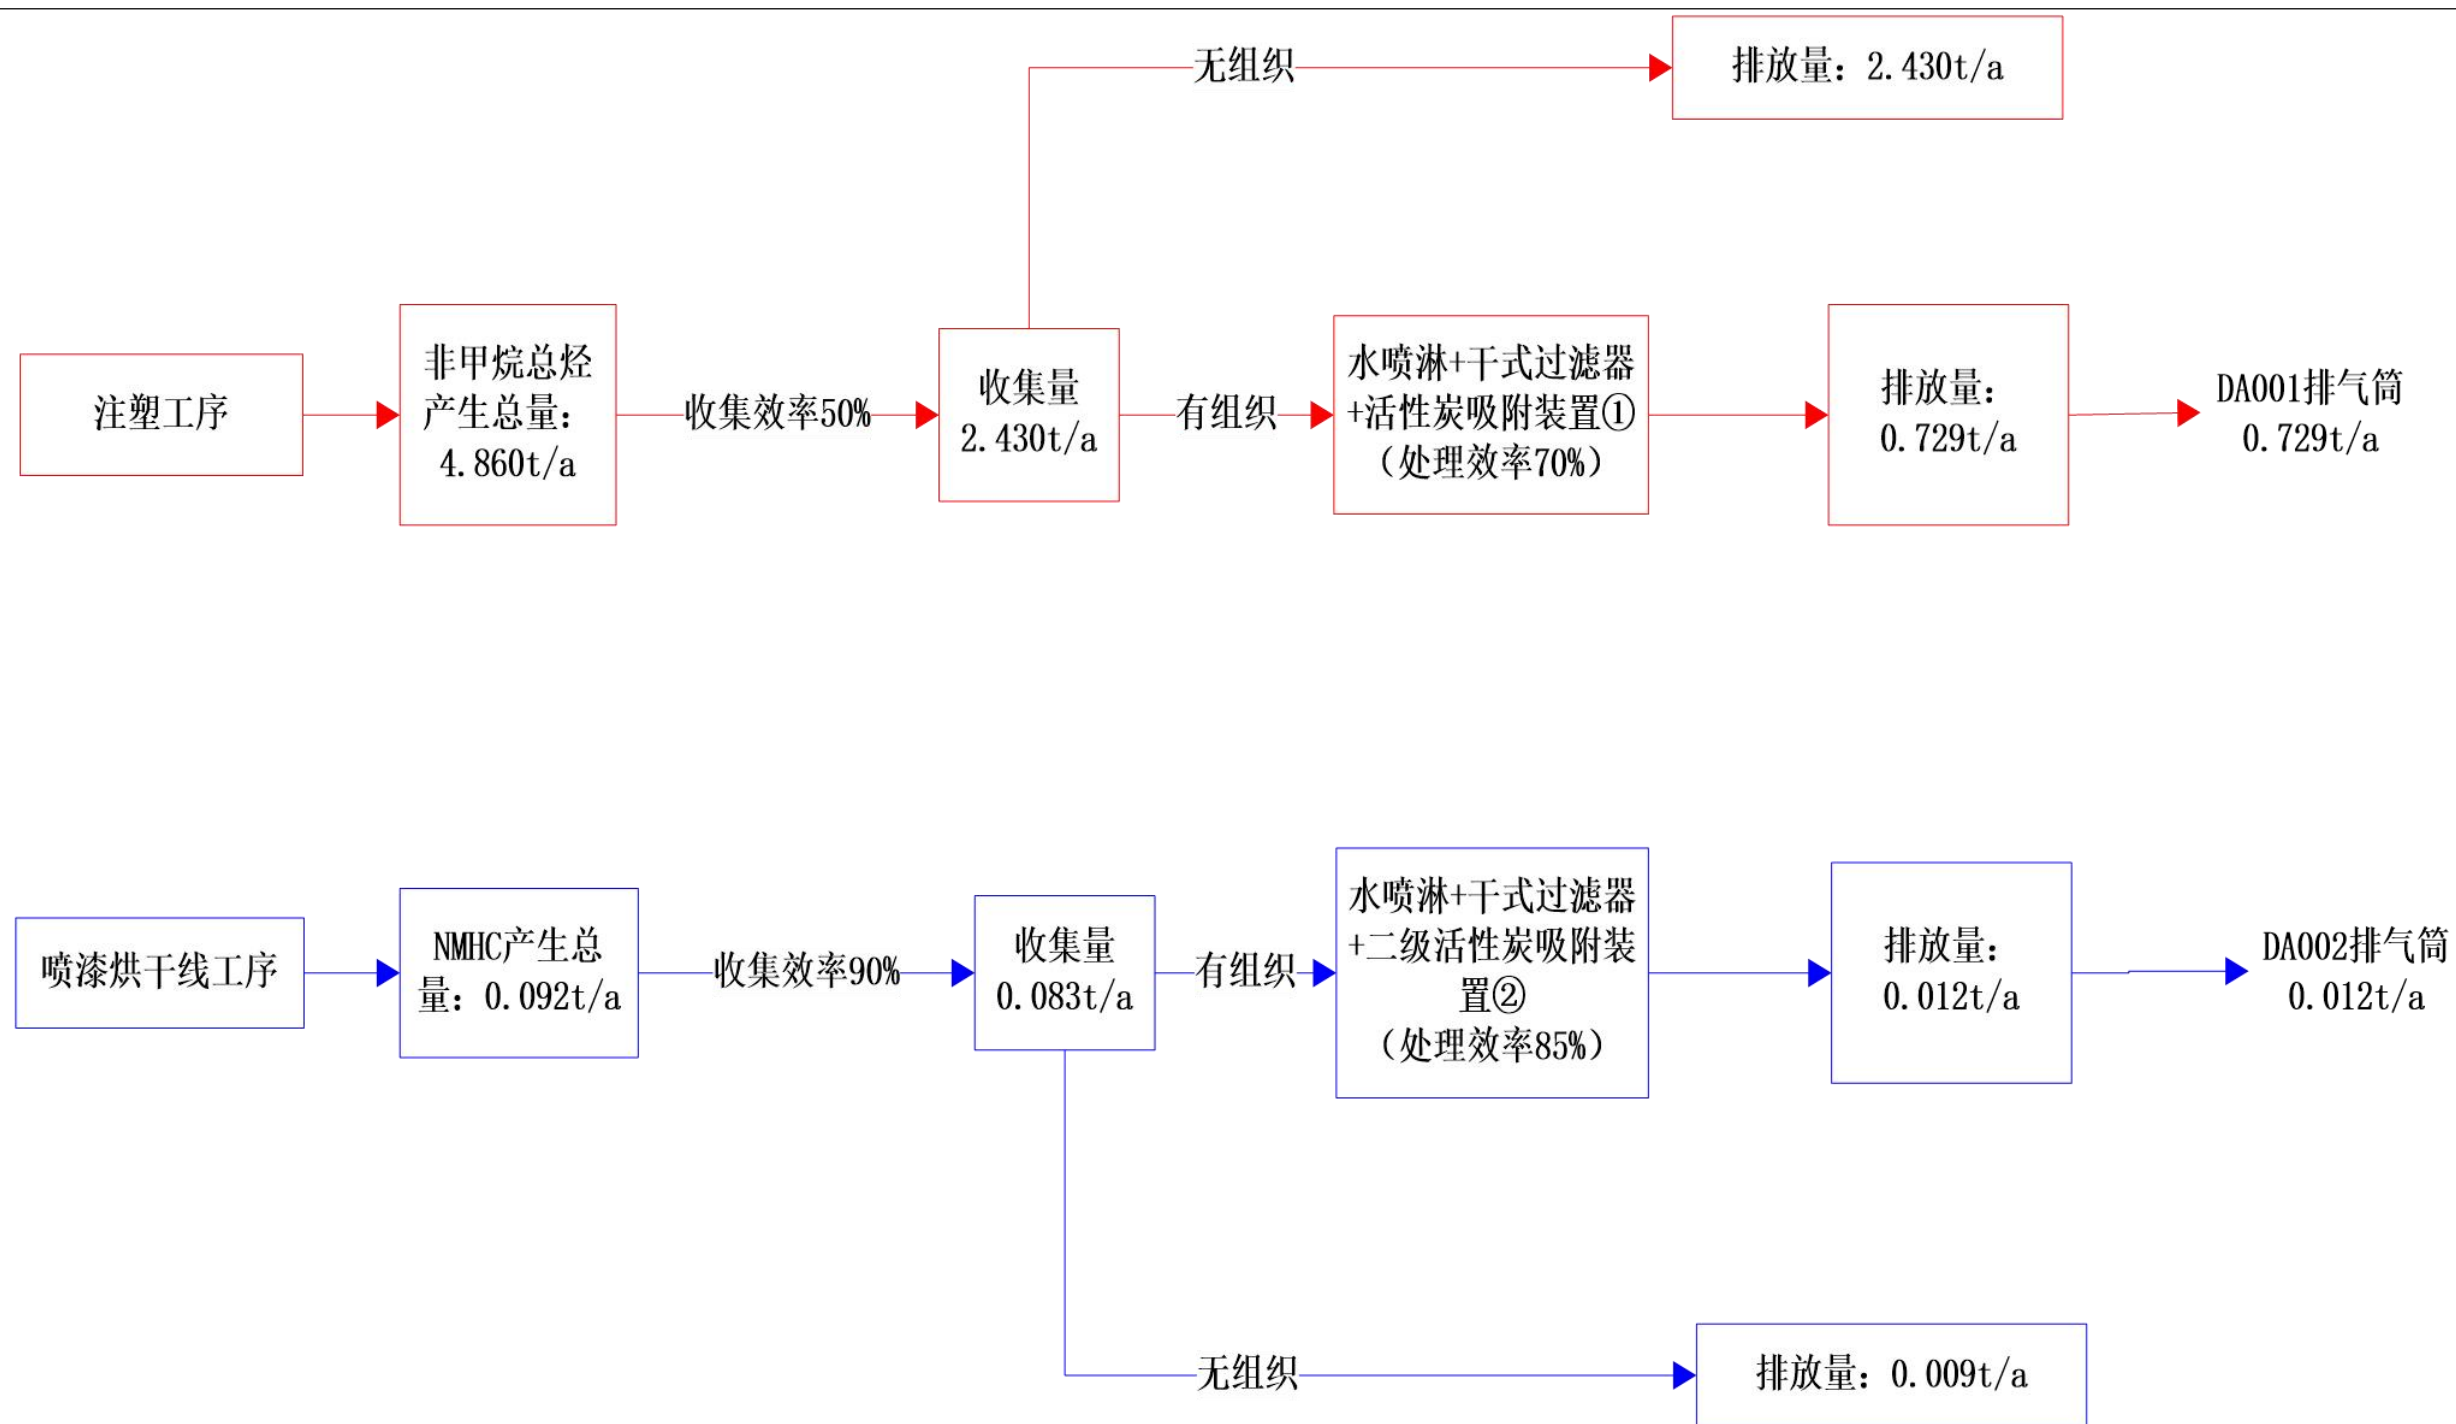 无组织
排放量：2.430t/a
注塑工序
非甲烷总烃
产生总量：
4.860t/a
收集效率50%
收集量
2.430t/a
有组织
水喷淋+干式过滤器
+活性炭吸附装置①
（处理效率70%）
排放量：
0.729t/a
DA001排气筒
0.729t/a
喷漆烘干线工序
NMHC产生总
量：0.092t/a
收集效率90%
收集量
0.083t/a
有组织
水喷淋+干式过滤器
+二级活性炭吸附装
置②
（处理效率85%）
排放量：
0.012t/a
DA002排气筒
0.012t/a
无组织
排放量：0.009t/a